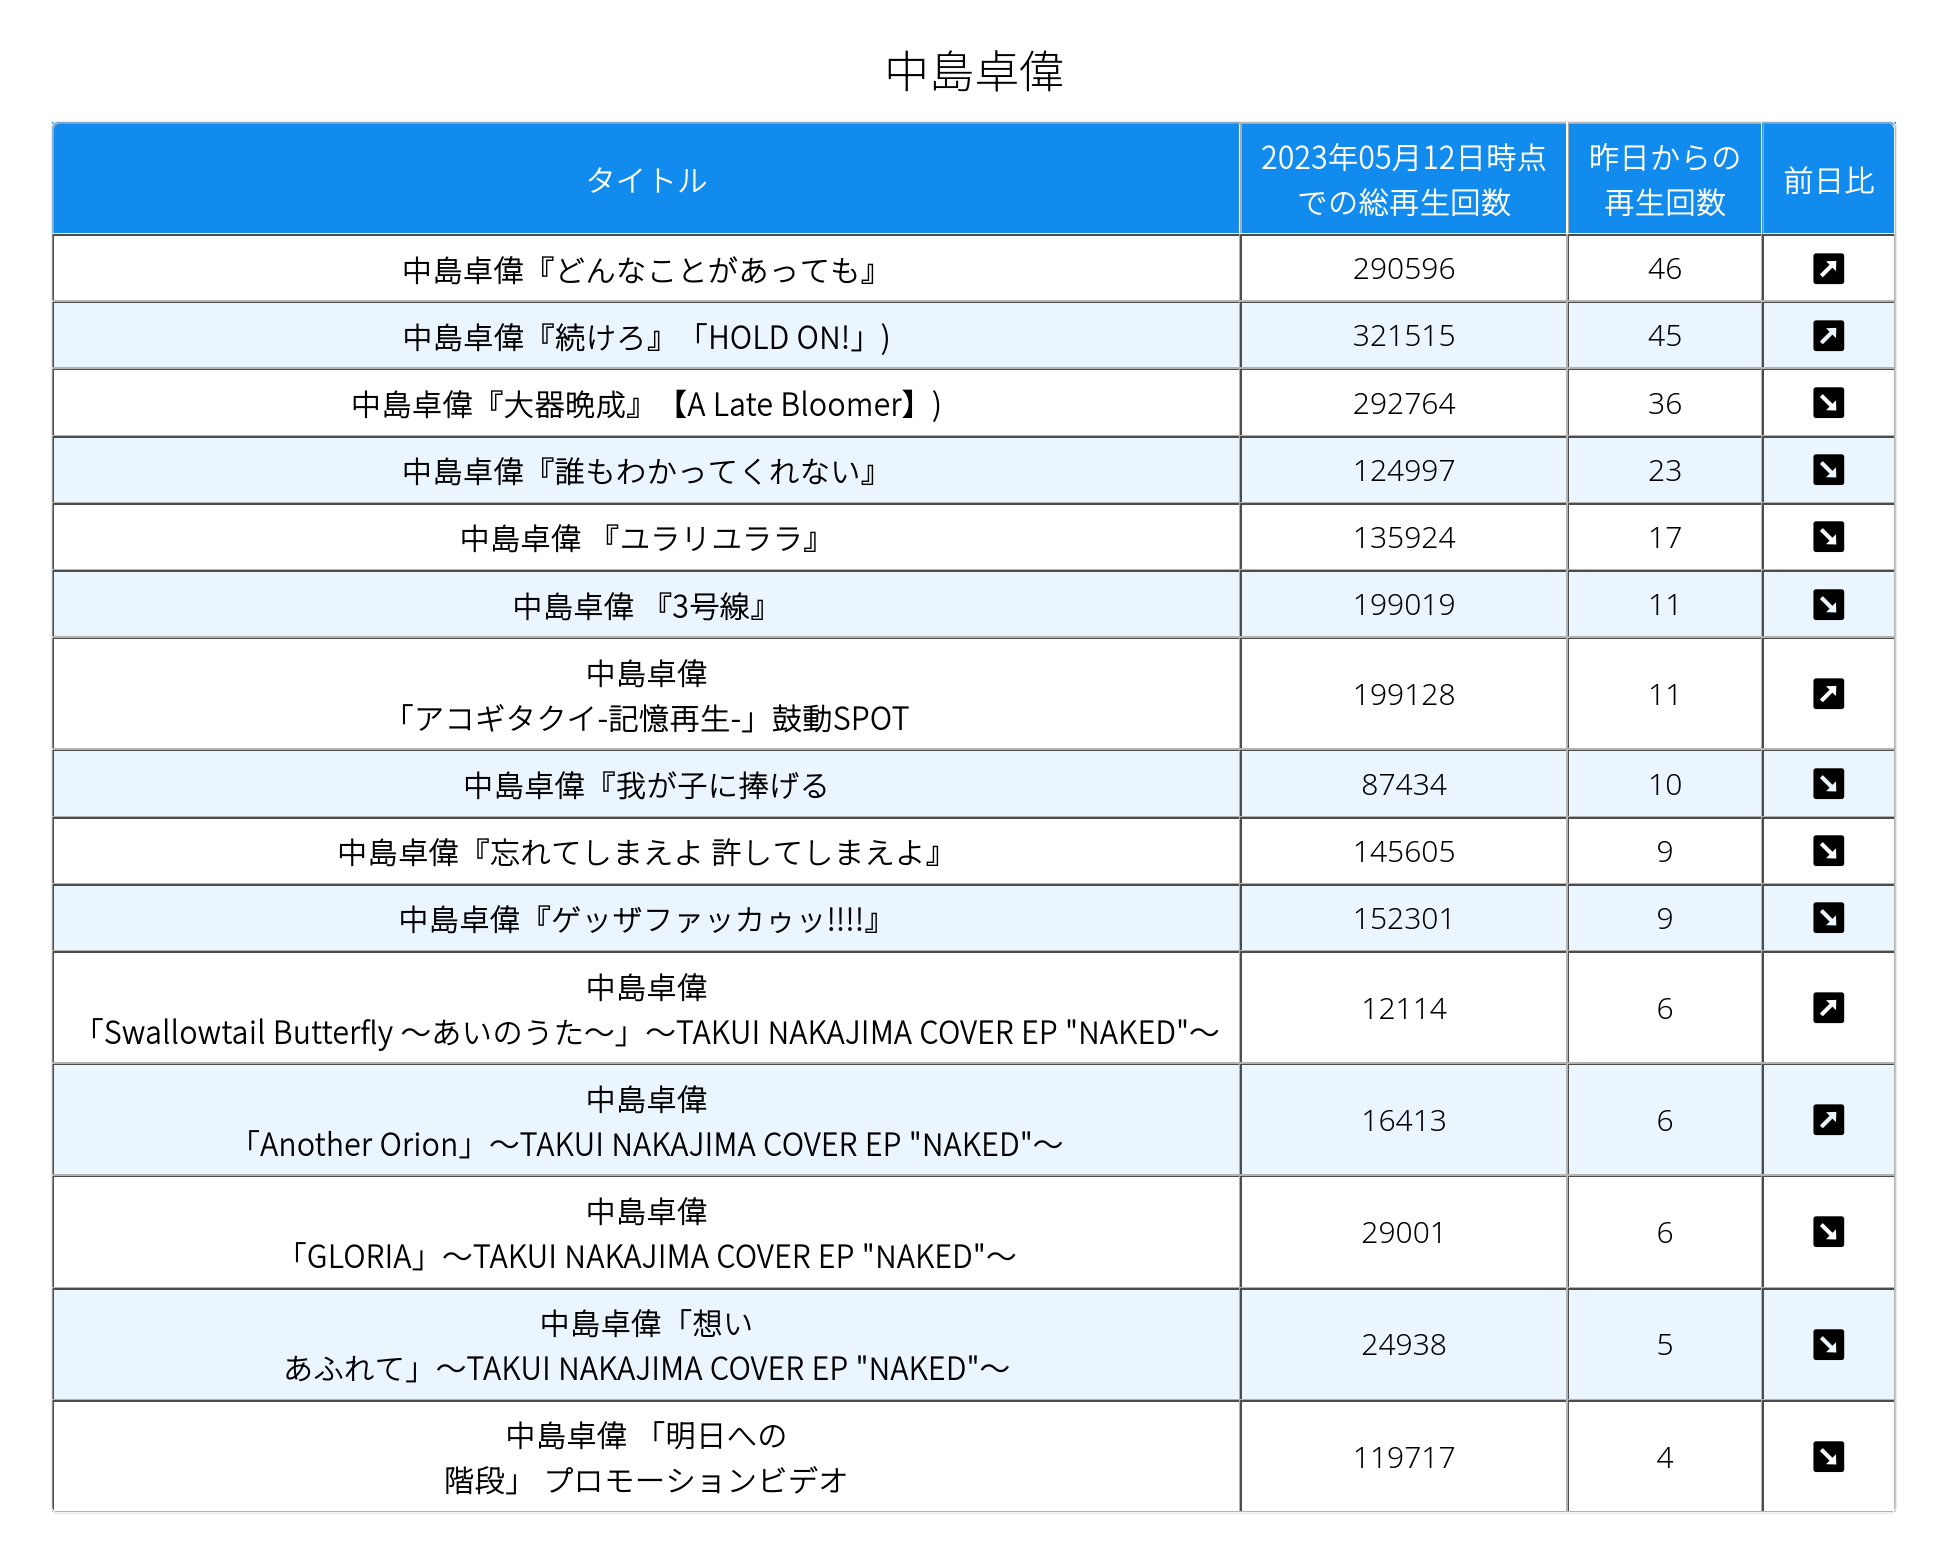 中島卓偉
タイトル
2023年05月12日時点
での総再生回数
昨日からの
再生回数
前日比
中島卓偉『どんなことがあっても』 290596 46
中島卓偉『続けろ』「HOLD ON!」) 321515 45
中島卓偉『大器晩成』【A Late Bloomer】) 292764 36
中島卓偉『誰もわかってくれない』 124997 23
中島卓偉 『ユラリユララ』 135924 17
中島卓偉 『3号線』 199019 11
中島卓偉
「アコギタクイ-記憶再生-」鼓動SPOT 199128 11
中島卓偉『我が子に捧げる 87434 10
中島卓偉『忘れてしまえよ 許してしまえよ』 145605 9
中島卓偉『ゲッザファッカゥッ!!!!』 152301 9
中島卓偉
「Swallowtail Butterfly ～あいのうた～」～TAKUI NAKAJIMA COVER EP "NAKED"～ 12114 6
中島卓偉
「Another Orion」～TAKUI NAKAJIMA COVER EP "NAKED"～ 16413 6
中島卓偉
「GLORIA」～TAKUI NAKAJIMA COVER EP "NAKED"～ 29001 6
中島卓偉「想い
あふれて」～TAKUI NAKAJIMA COVER EP "NAKED"～ 24938 5
中島卓偉 「明日への
階段」 プロモーションビデオ 119717 4